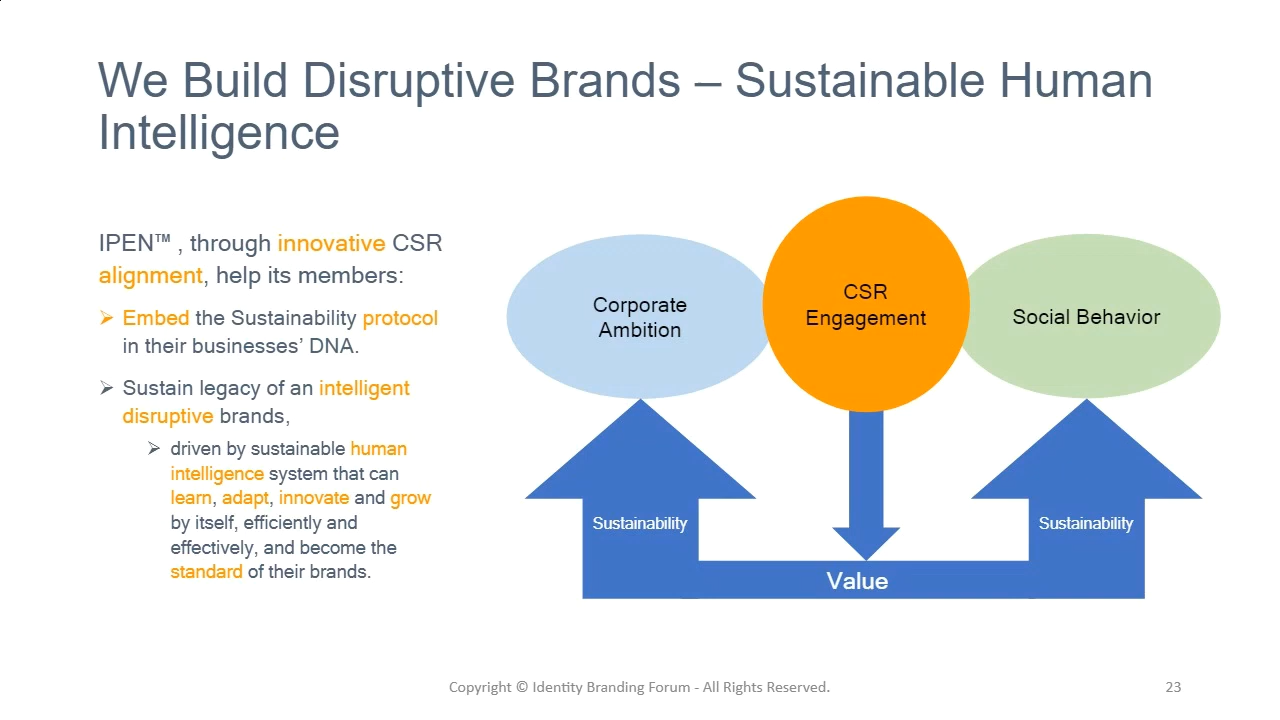 We Build Disruptive Brands – Sustainable Human
Intelligence
IPEN™ , through innovative CSR
alignment, help its members:
➢ Embed the Sustainability protocol
in their businesses’ DNA.
➢ Sustain legacy of an intelligent
disruptive brands,
➢ driven by sustainable human
intelligence system that can
learn, adapt, innovate and grow
by itself, efficiently and
effectively, and become the
standard of their brands.
Corporate
Ambition
CSR
Engagement
Social Behavior
Sustainability
Sustainability
Value
Copyright © Identity Branding Forum - All Rights Reserved.
23